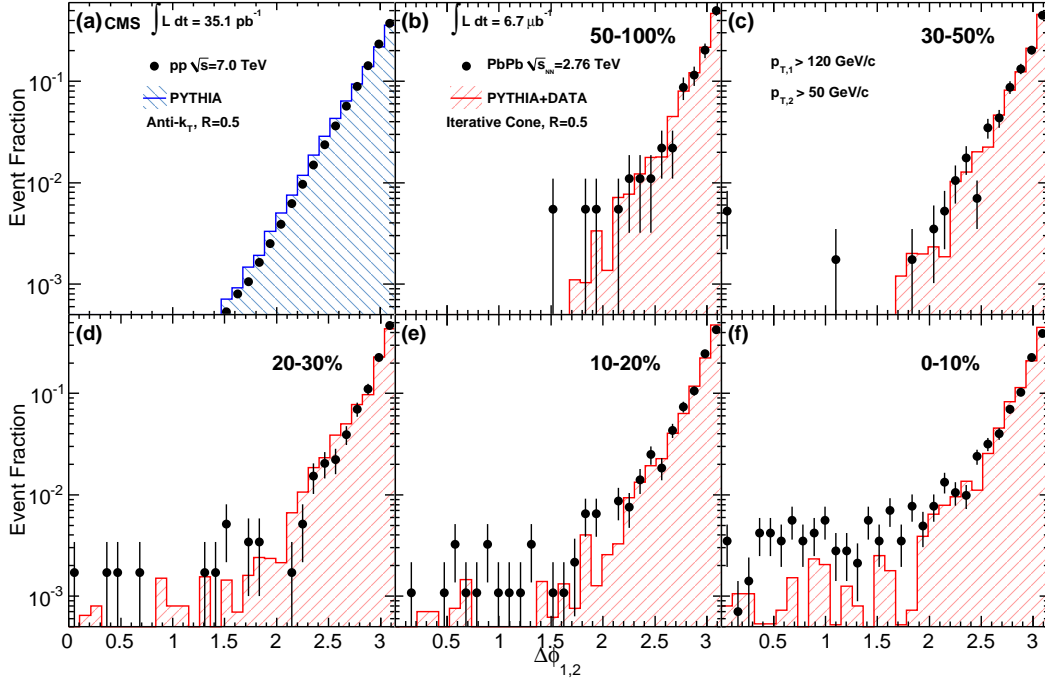 (a) CMS ∫ L dt = 35.1 pb⁻¹
pp √s=7.0 TeV
PYTHIA
Anti-k_T, R=0.5
(b) ∫ L dt = 6.7 μb⁻¹
50-100%
PbPb √s_NN=2.76 TeV
PYTHIA+DATA
Iterative Cone, R=0.5
(c)
30-50%
p_T,1 > 120 GeV/c
p_T,2 > 50 GeV/c
Event Fraction
10⁻¹
10⁻²
10⁻³
(d)
20-30%
(e)
10-20%
(f)
0-10%
Event Fraction
10⁻¹
10⁻²
10⁻³
0 0.5 1 1.5 2 2.5 3 0.5 1 1.5 2 2.5 3 0.5 1 1.5 2 2.5 3
Δϕ_1,2